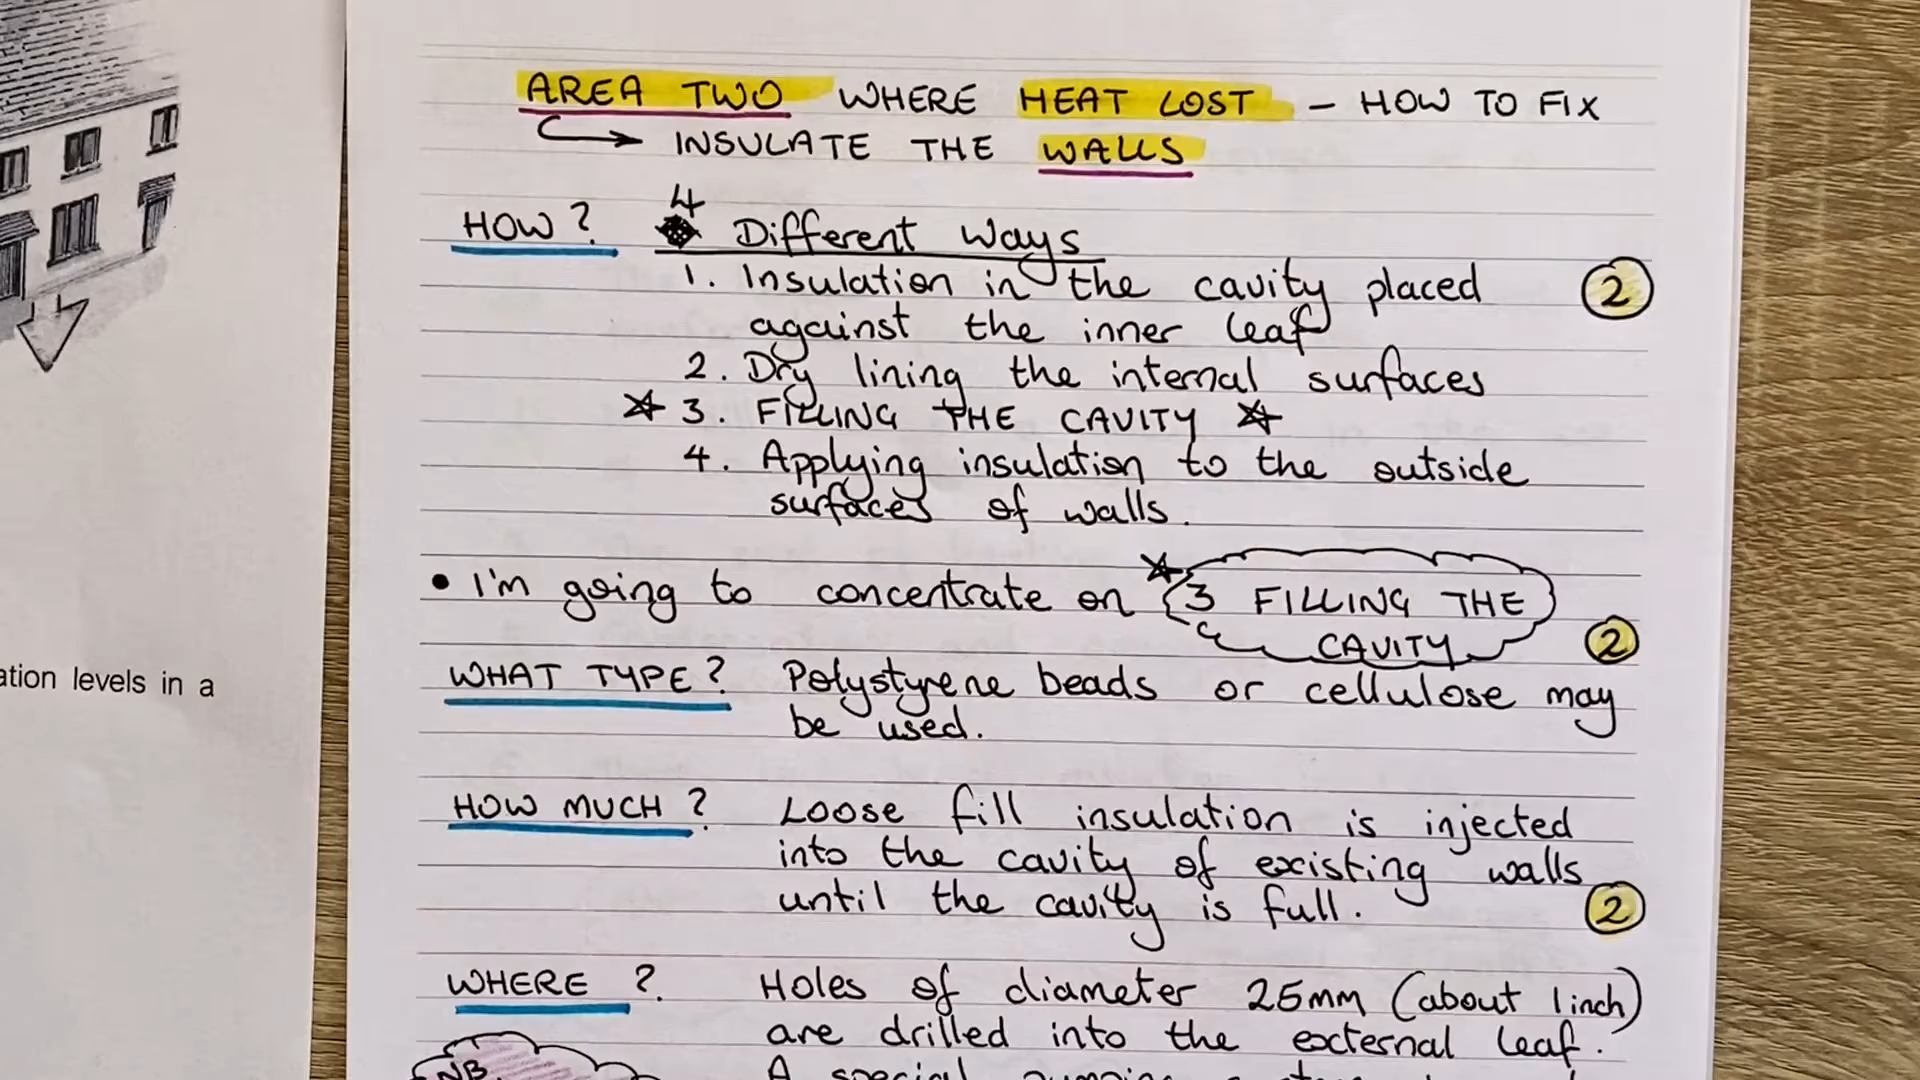 AREA TWO WHERE HEAT LOST – HOW TO FIX
→ INSULATE THE WALLS
4
HOW? Different Ways
1. Insulation in the cavity placed 2
against the inner leaf
2. Dry lining the internal surfaces
☆ 3. FILLING THE CAVITY ☆
4. Applying insulation to the outside
surfaces of walls.
• I'm going to concentrate on ☆ 3 FILLING THE
CAVITY 2
WHAT TYPE? Polystyrene beads or cellulose may
be used.
HOW MUCH? Loose fill insulation is injected
into the cavity of existing walls
until the cavity is full. 2
WHERE? Holes of diameter 25mm (about 1 inch)
are drilled into the external leaf.
NB A special
ation levels in a